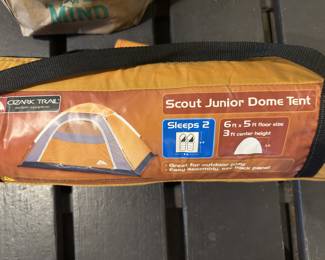 MIND
OZARK TRAIL
Scout Junior Dome Tent
Sleeps 2
6 ft x 5 ft floor size
3 ft center height
Great for outdoor play
Easy assembly, and back panel